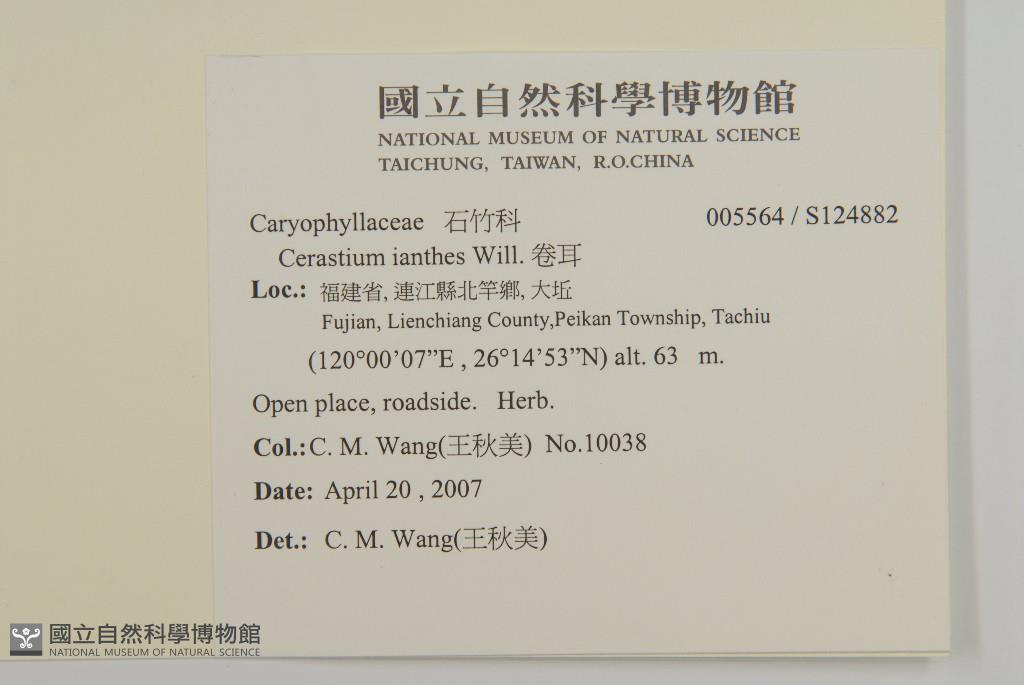 國立自然科學博物館
NATIONAL MUSEUM OF NATURAL SCIENCE
TAICHUNG, TAIWAN, R.O.CHINA
Caryophyllaceae 石竹科 005564 / S124882
Cerastium ianthes Will. 卷耳
Loc.: 福建省, 連江縣北竿鄉, 大坵
Fujian, Lienchiang County,Peikan Township, Tachiu
(120°00’07”E , 26°14’53”N) alt. 63 m.
Open place, roadside. Herb.
Col.:C. M. Wang(王秋美) No.10038
Date: April 20 , 2007
Det.: C. M. Wang(王秋美)
國立自然科學博物館
NATIONAL MUSEUM OF NATURAL SCIENCE